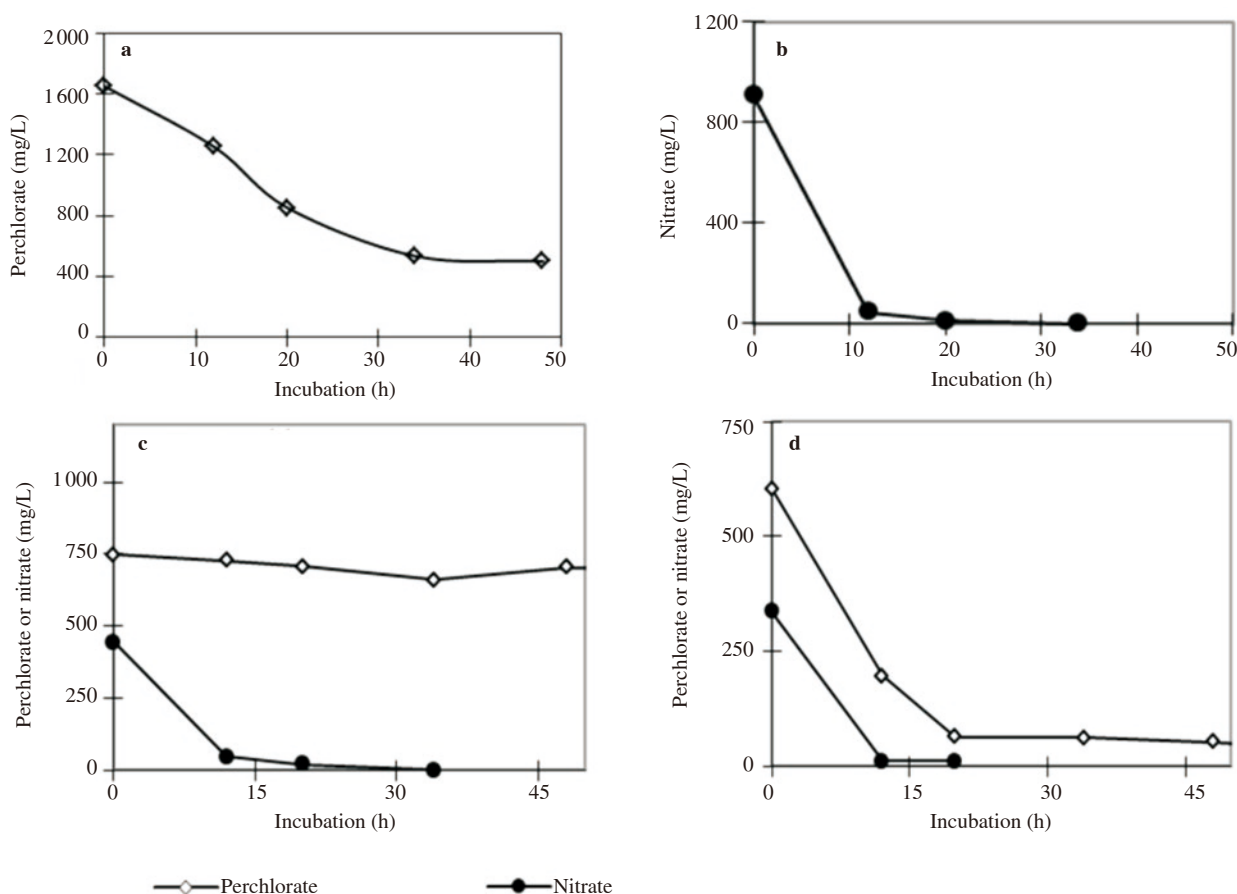 a
Perchlorate (mg/L)
2 000
1 600
1 200
800
400
0
0 10 20 30 40 50
Incubation (h)
b
Nitrate (mg/L)
1 200
800
400
0
0 10 20 30 40 50
Incubation (h)
c
Perchlorate or nitrate (mg/L)
1 000
750
500
250
0
0 15 30 45
Incubation (h)
d
Perchlorate or nitrate (mg/L)
750
500
250
0
0 15 30 45
Incubation (h)
Perchlorate Nitrate